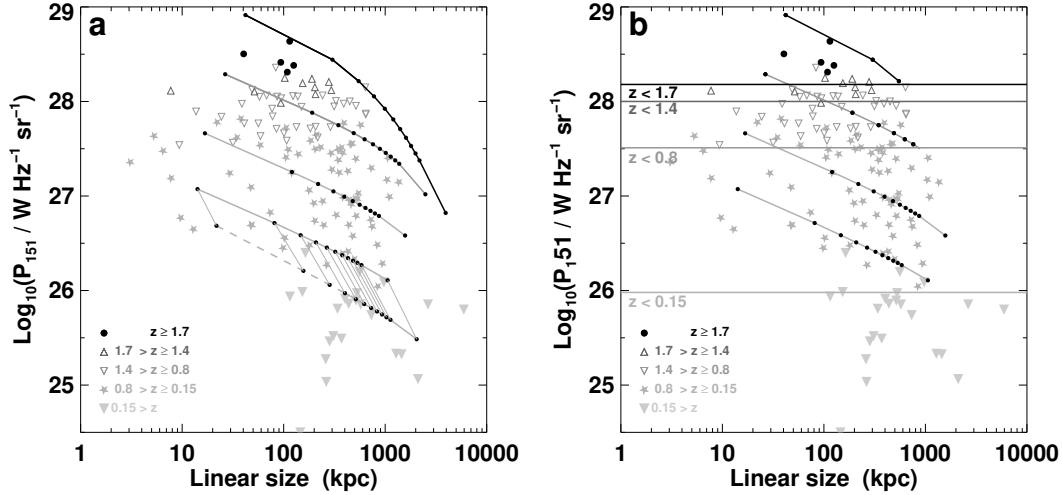 a
29
28
27
26
25
Log10(P151 / W Hz−1 sr−1)
z ≥ 1.7
1.7 > z ≥ 1.4
1.4 > z ≥ 0.8
0.8 > z ≥ 0.15
0.15 > z
1 10 100 1000 10000
Linear size (kpc)
b
29
28
27
26
25
Log10(P151 / W Hz−1 sr−1)
z < 1.7
z < 1.4
z < 0.8
z < 0.15
z ≥ 1.7
1.7 > z ≥ 1.4
1.4 > z ≥ 0.8
0.8 > z ≥ 0.15
0.15 > z
1 10 100 1000 10000
Linear size (kpc)